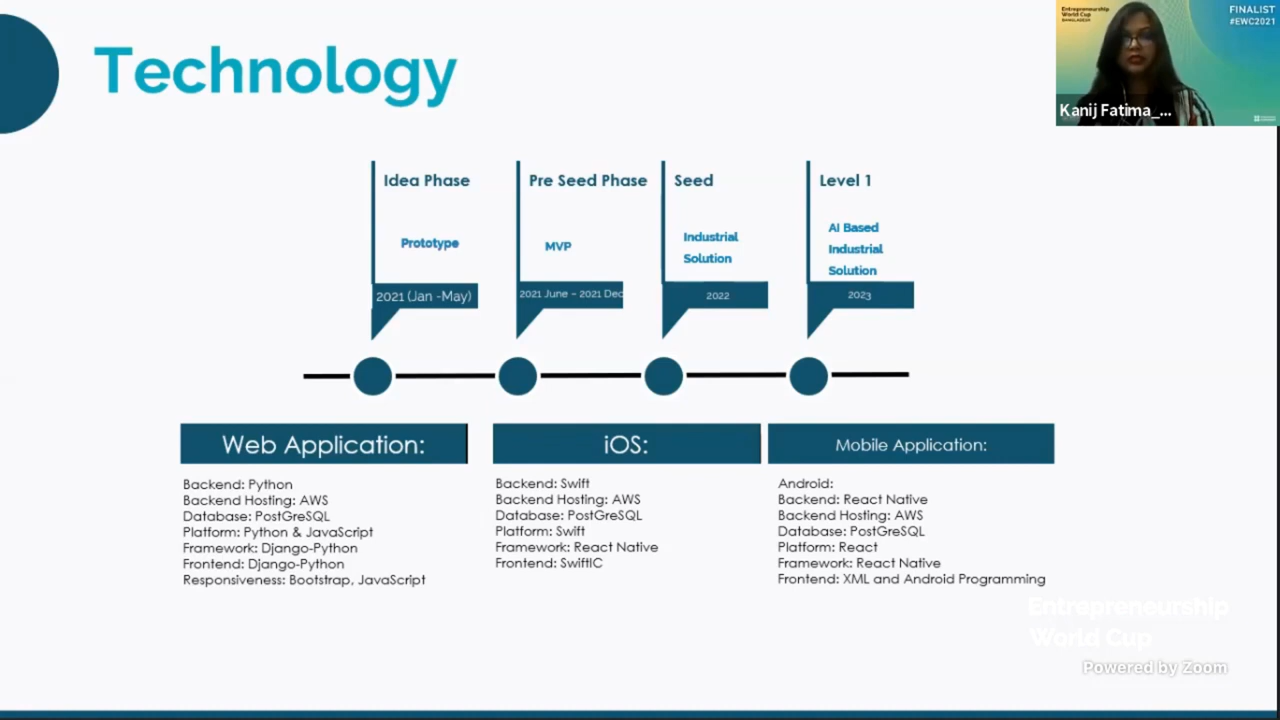 Technology
Entrepreneurship
World Cup
BANGLADESH
FINALIST
#EWC2021
Kanij Fatima_...
Idea Phase
Prototype
2021 (Jan -May)
Pre Seed Phase
MVP
2021 June – 2021 Dec
Seed
Industrial
Solution
2022
Level 1
AI Based
Industrial
Solution
2023
Web Application:
Backend: Python
Backend Hosting: AWS
Database: PostGreSQL
Platform: Python & JavaScript
Framework: Django-Python
Frontend: Django-Python
Responsiveness: Bootstrap, JavaScript
iOS:
Backend: Swift
Backend Hosting: AWS
Database: PostGreSQL
Platform: Swift
Framework: React Native
Frontend: SwiftIC
Mobile Application:
Android:
Backend: React Native
Backend Hosting: AWS
Database: PostGreSQL
Platform: React
Framework: React Native
Frontend: XML and Android Programming
Entrepreneurship
World Cup
Powered by Zoom